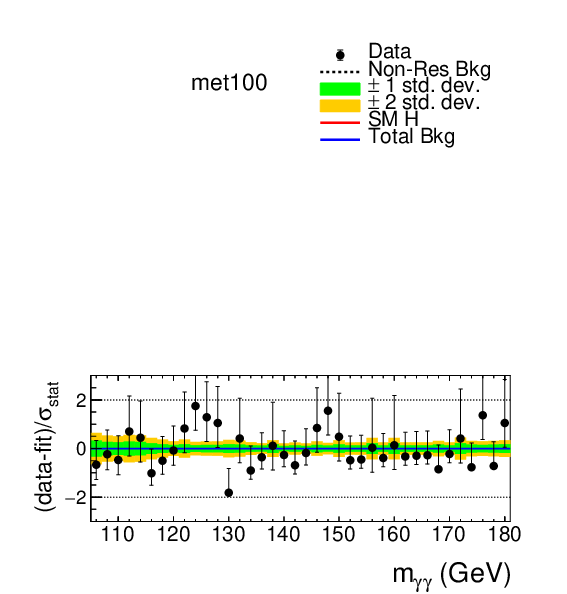 met100
Data
Non-Res Bkg
± 1 std. dev.
± 2 std. dev.
SM H
Total Bkg
(data-fit)/σstat
2
0
−2
110 120 130 140 150 160 170 180
mγγ (GeV)